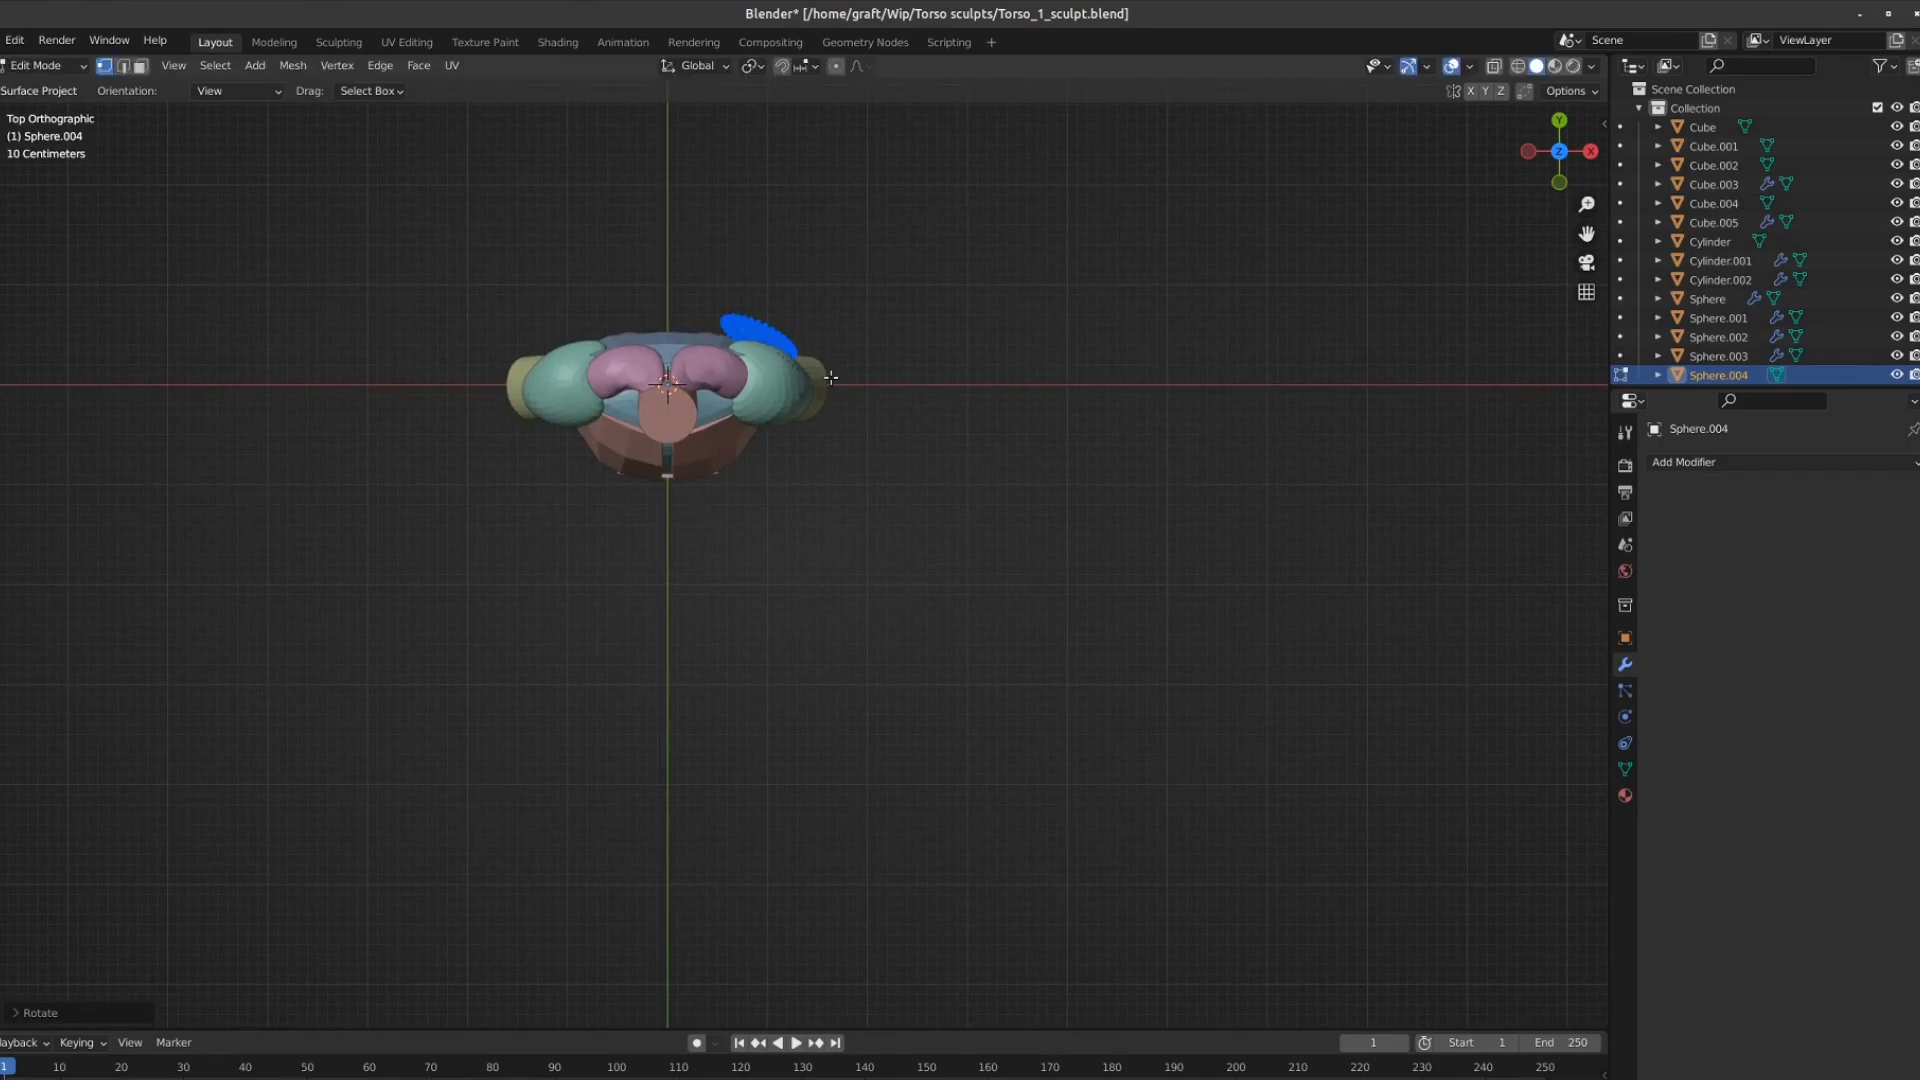 Blender* [/home/graft/Wip/Torso sculpts/Torso_1_sculpt.blend]
Edit Render Window Help Layout Modeling Sculpting UV Editing Texture Paint Shading Animation Rendering Compositing Geometry Nodes Scripting + Scene ViewLayer
Edit Mode View Select Add Mesh Vertex Edge Face UV Global
Surface Project Orientation: View Drag: Select Box X Y Z Options
Top Orthographic
(1) Sphere.004
10 Centimeters
Y
Z X
Scene Collection
Collection
Cube
Cube.001
Cube.002
Cube.003
Cube.004
Cube.005
Cylinder
Cylinder.001
Cylinder.002
Sphere
Sphere.001
Sphere.002
Sphere.003
Sphere.004
Sphere.004
Add Modifier
Rotate
layback Keying View Marker 1 Start 1 End 250
1 10 20 30 40 50 60 70 80 90 100 110 120 130 140 150 160 170 180 190 200 210 220 230 240 250